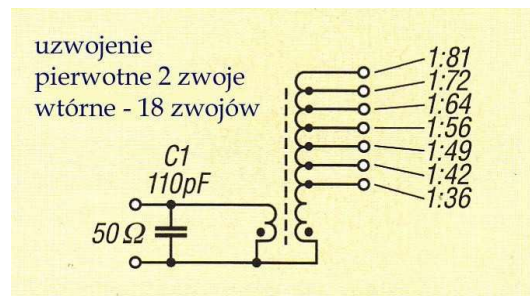 uzwojenie
pierwotne 2 zwoje
wtórne - 18 zwojów
C1
110pF
50Ω
1:81
1:72
1:64
1:56
1:49
1:42
1:36